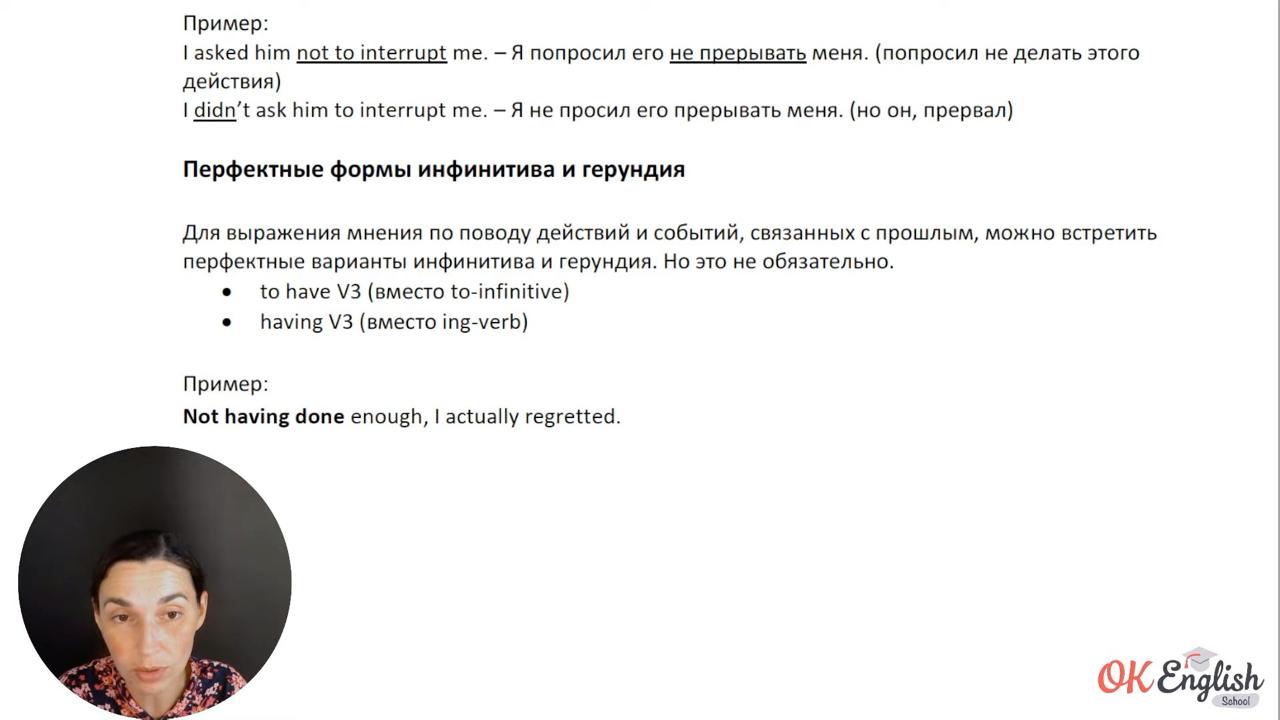 Пример:
I asked him not to interrupt me. – Я попросил его не прерывать меня. (попросил не делать этого
действия)
I didn’t ask him to interrupt me. – Я не просил его прерывать меня. (но он, прервал)
Перфектные формы инфинитива и герундия
Для выражения мнения по поводу действий и событий, связанных с прошлым, можно встретить
перфектные варианты инфинитива и герундия. Но это не обязательно.
• to have V3 (вместо to-infinitive)
• having V3 (вместо ing-verb)
Пример:
Not having done enough, I actually regretted.
OK English
School